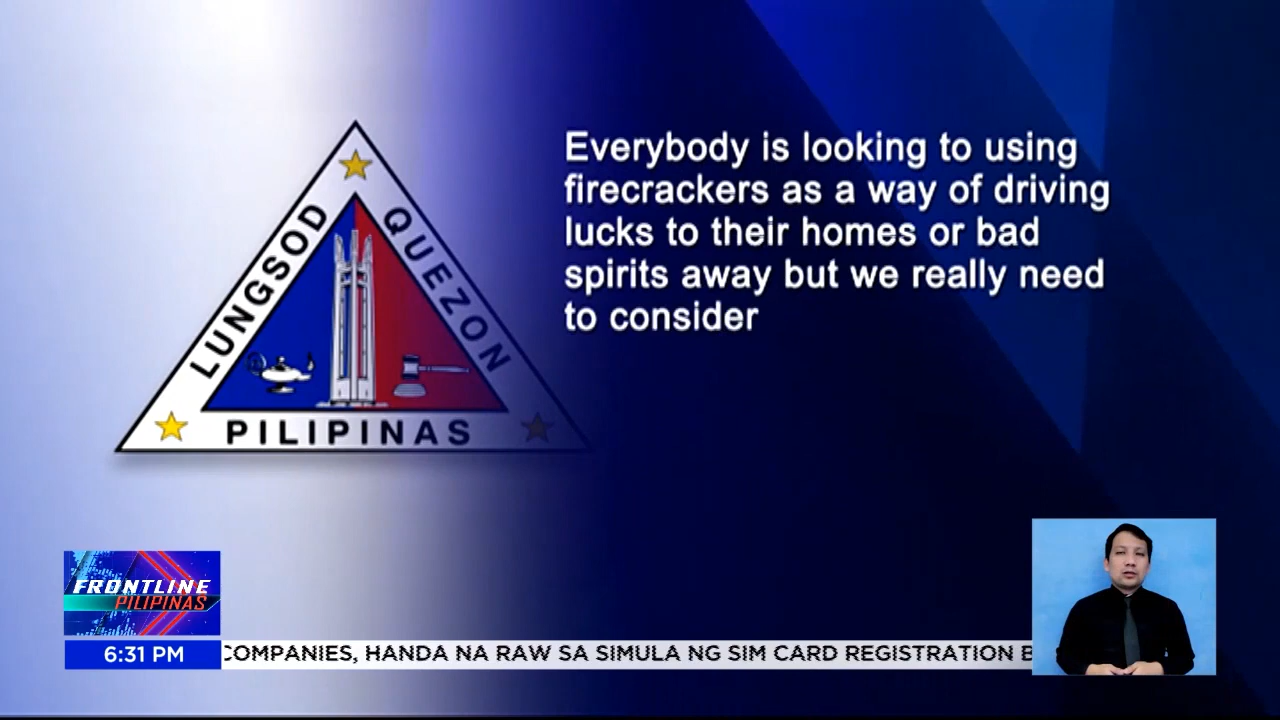 LUNGSOD QUEZON
PILIPINAS
Everybody is looking to using
firecrackers as a way of driving
lucks to their homes or bad
spirits away but we really need
to consider
FRONTLINE
PILIPINAS
6:31 PM
COMPANIES, HANDA NA RAW SA SIMULA NG SIM CARD REGISTRATION